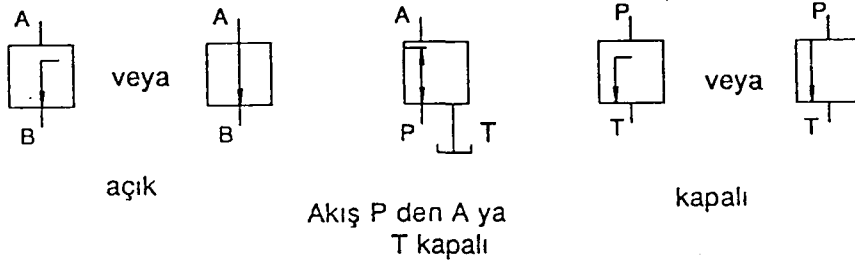 A A A P P
veya veya
B B P T T T
açık
kapalı
Akış P den A ya
T kapalı